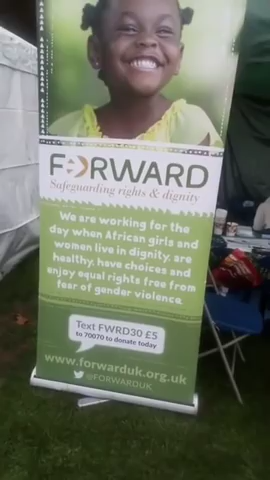 FORWARD
Safeguarding rights & dignity
We are working for the
day when African girls and
women live in dignity, are
healthy, have choices and
enjoy equal rights free from
fear of gender violence.
Text FWRD30 £5
to 70070 to donate today
www.forwarduk.org.uk
@FORWARDUK